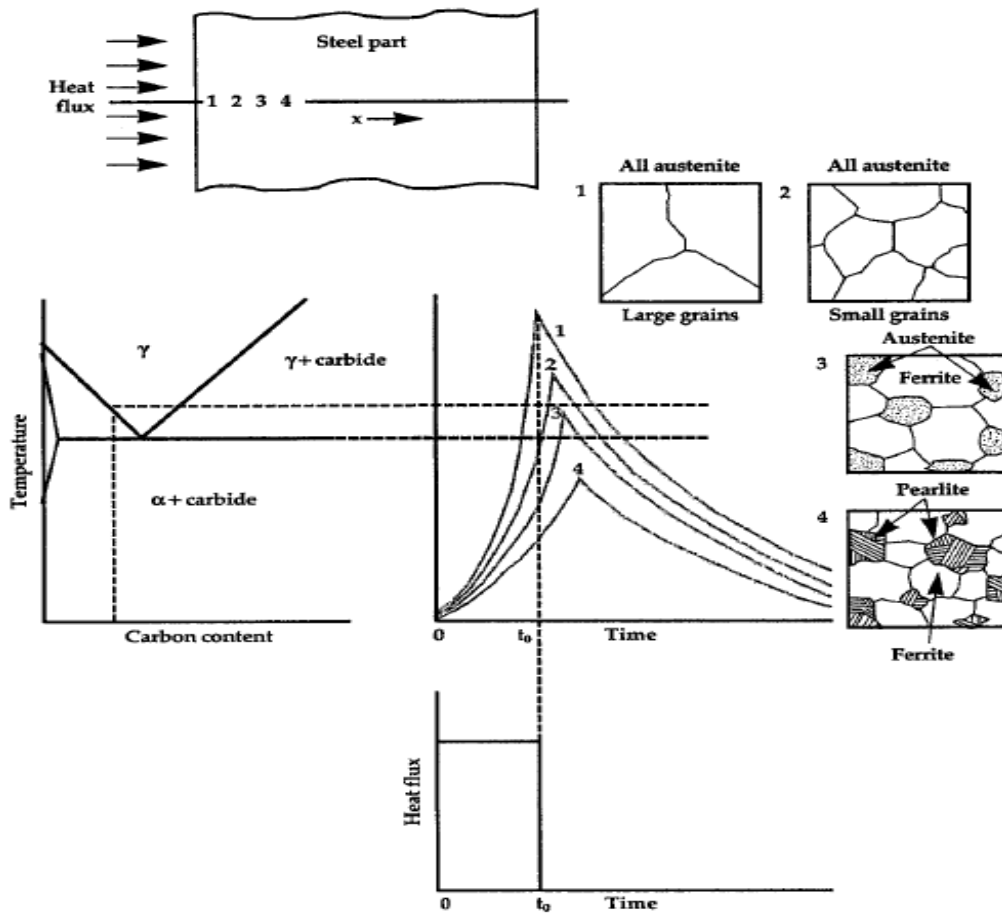 Steel part
Heat
flux
1 2 3 4
x
All austenite
All austenite
1
2
Large grains
Small grains
Austenite
3
Ferrite
Pearlite
4
Ferrite
γ
γ + carbide
α + carbide
Temperature
Carbon content
1
2
3
4
0
t₀
Time
Heat flux
0
t₀
Time